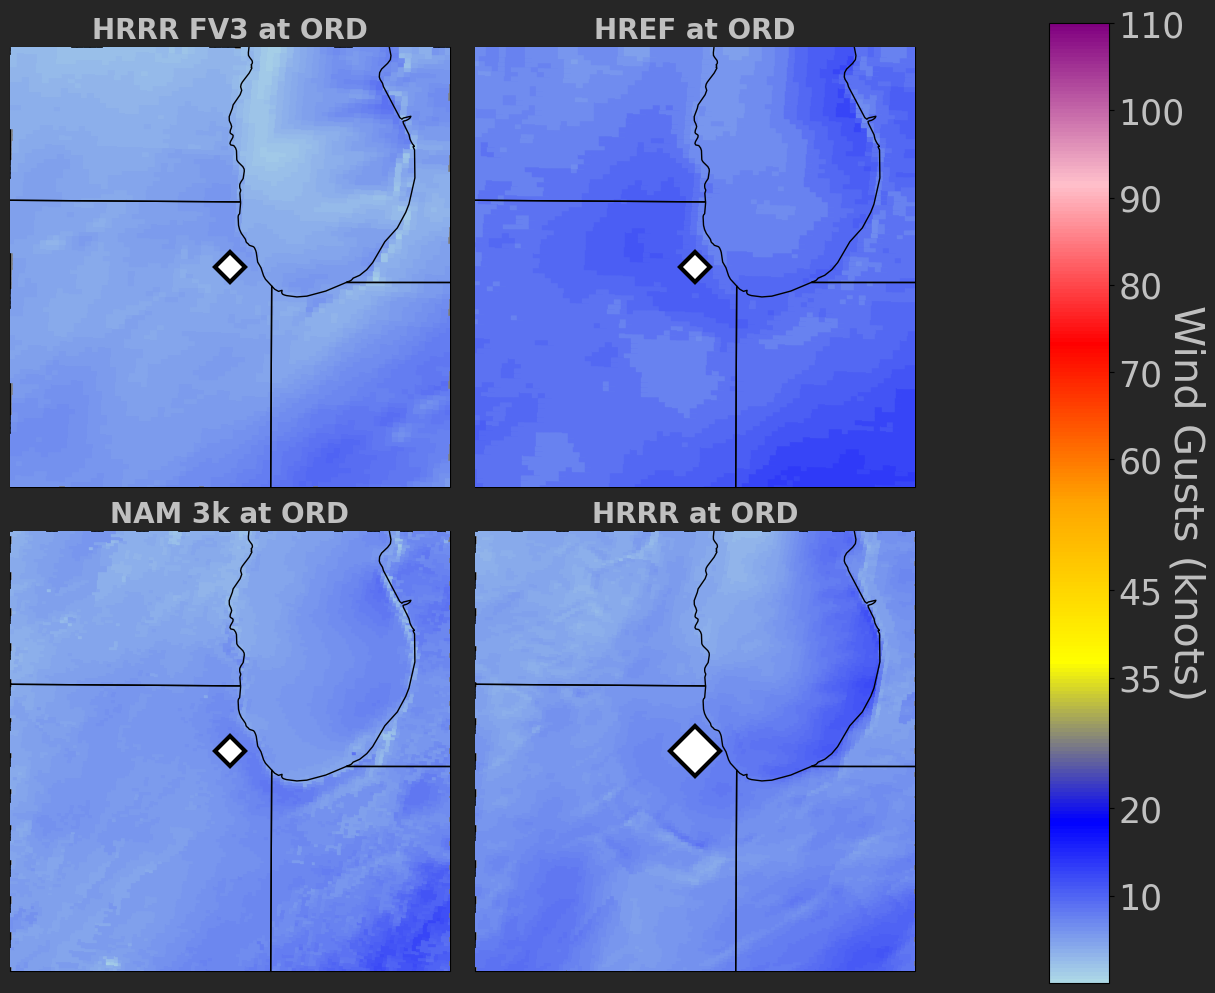 HRRR FV3 at ORD
HREF at ORD
NAM 3k at ORD
HRRR at ORD
110
100
90
80
70
60
45
35
20
10
Wind Gusts (knots)